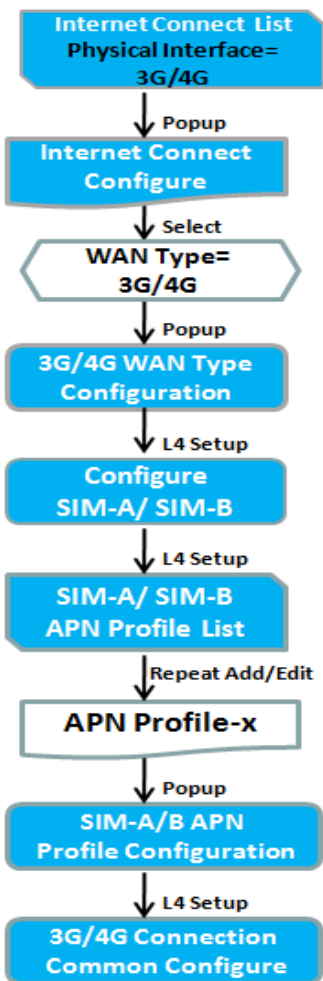 Internet Connect List
Physical Interface=
3G/4G
Popup
Internet Connect
Configure
Select
WAN Type=
3G/4G
Popup
3G/4G WAN Type
Configuration
L4 Setup
Configure
SIM-A/ SIM-B
L4 Setup
SIM-A/ SIM-B
APN Profile List
Repeat Add/Edit
APN Profile-x
Popup
SIM-A/B APN
Profile Configuration
L4 Setup
3G/4G Connection
Common Configure